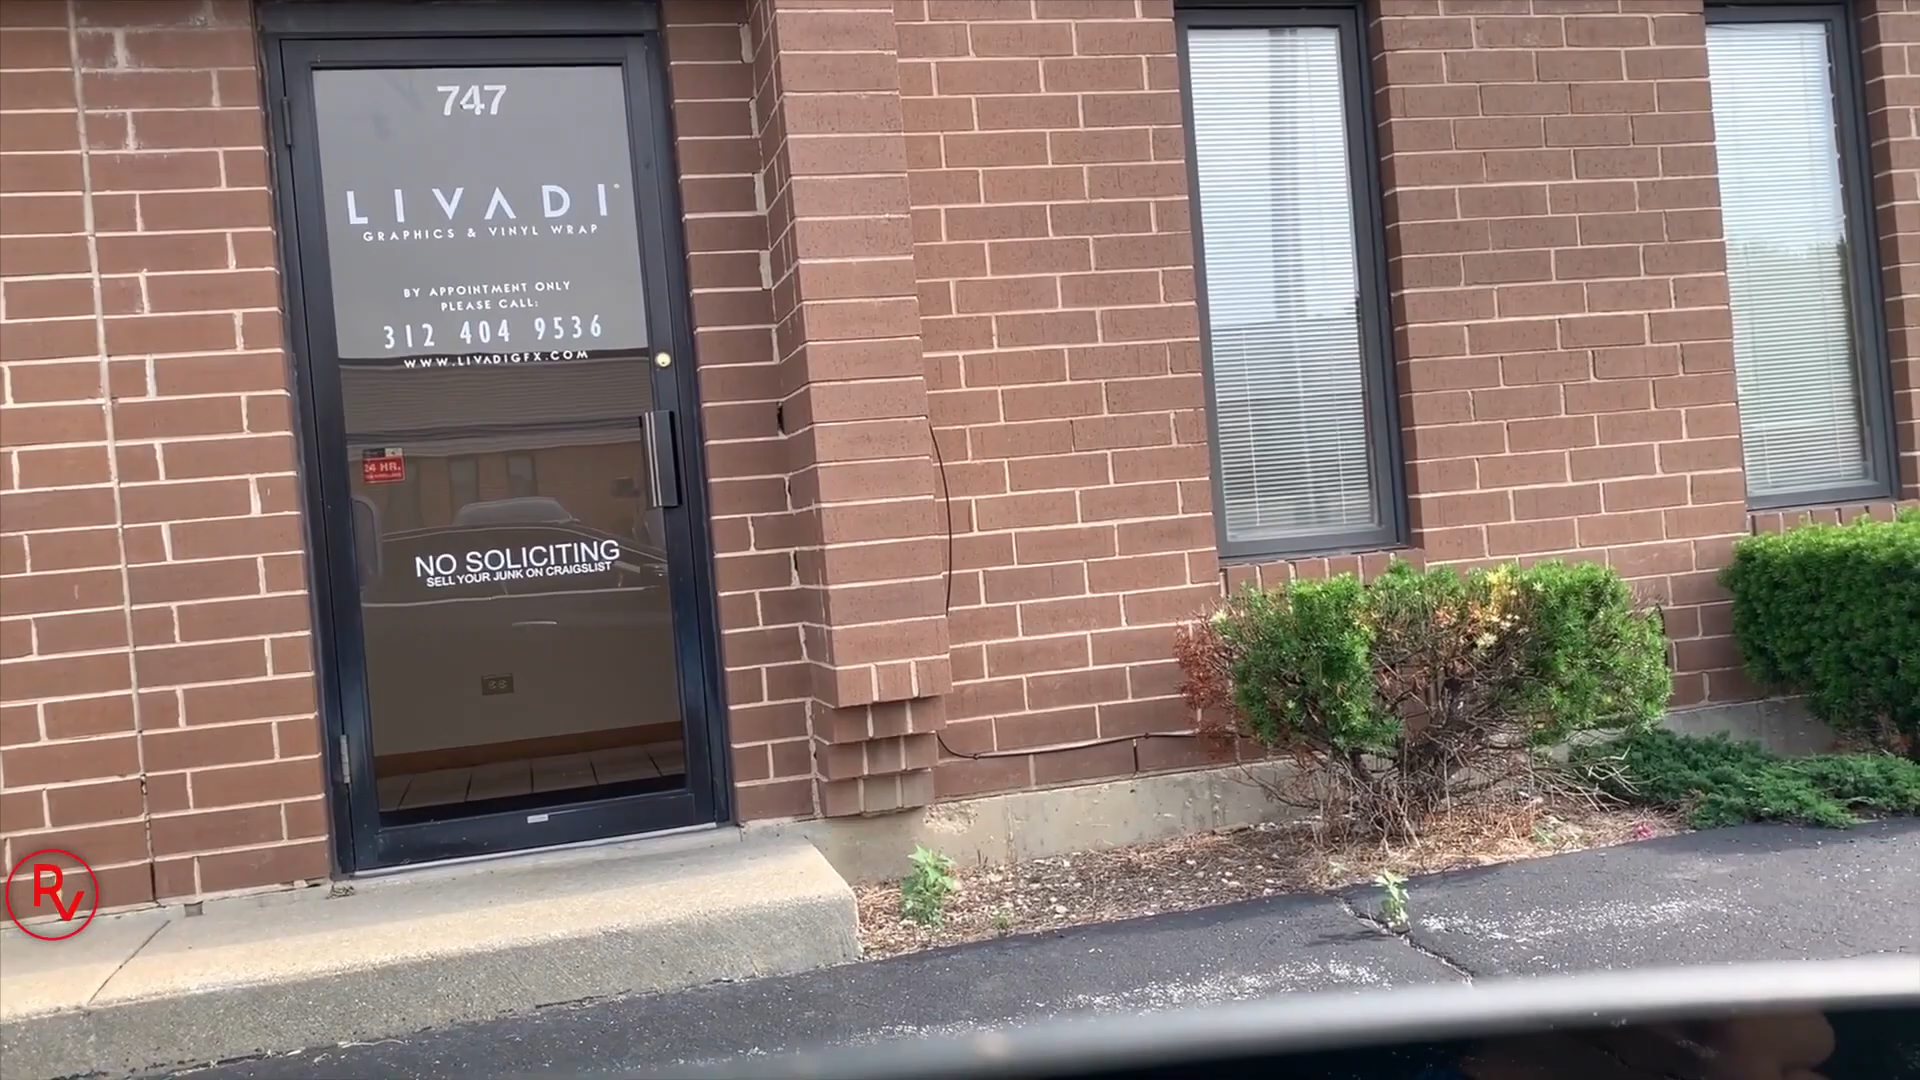 747
LIVADI
GRAPHICS & VINYL WRAP
BY APPOINTMENT ONLY
PLEASE CALL:
312 404 9536
WWW.LIVADIGFX.COM
24 HR.
NO SOLICITING
SELL YOUR JUNK ON CRAIGSLIST
RV